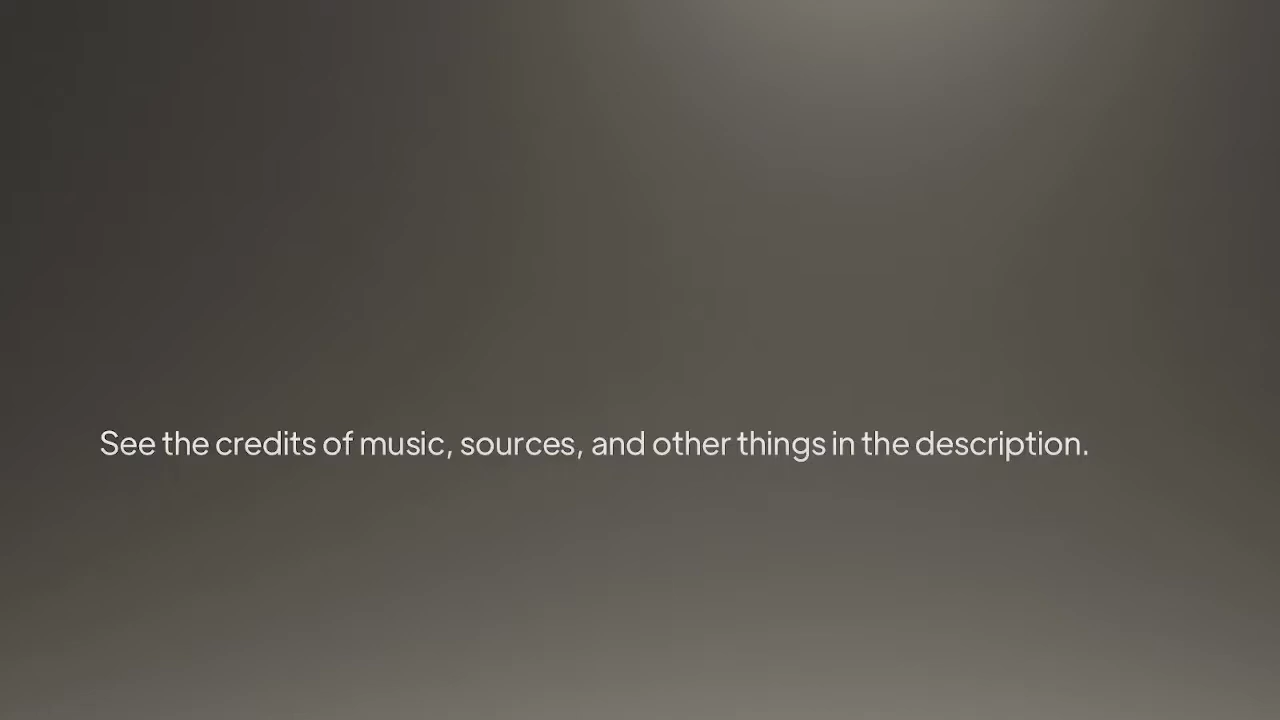 See the credits of music, sources, and other things in the description.